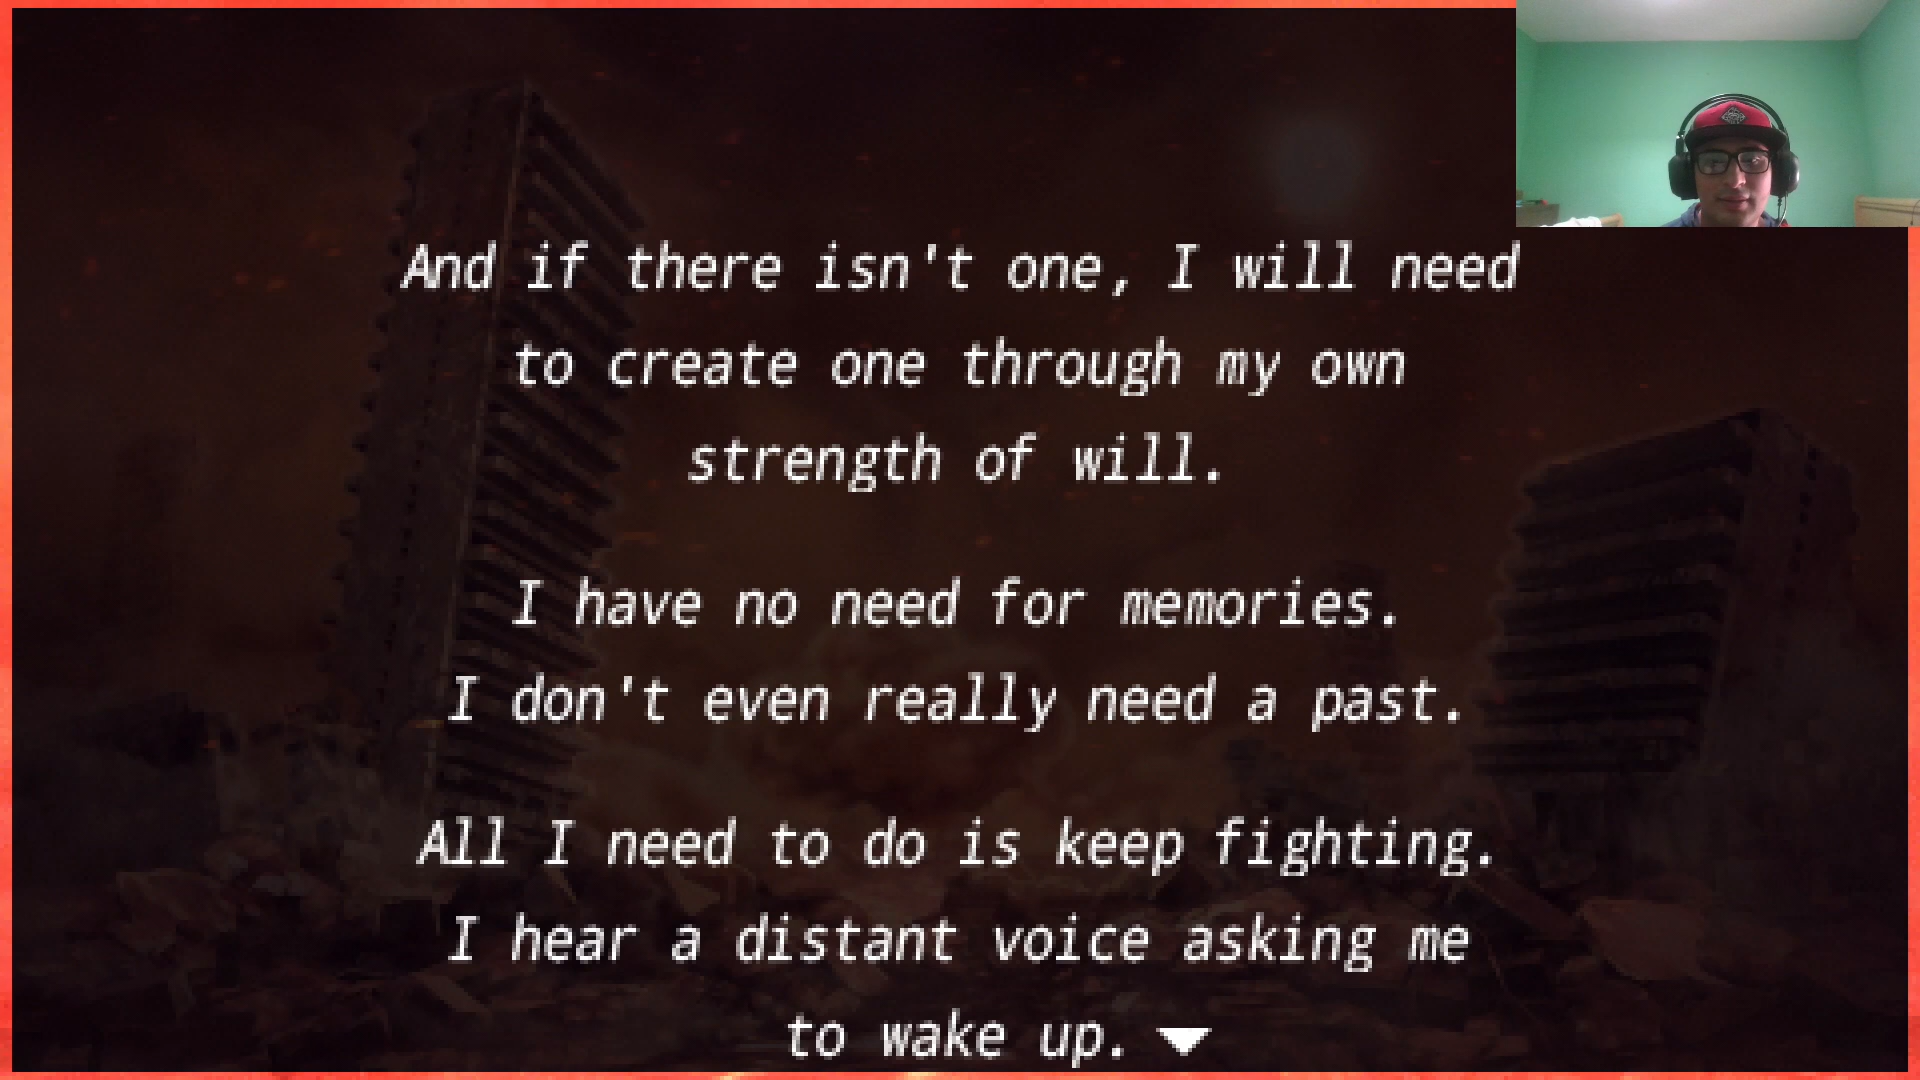 And if there isn't one, I will need
to create one through my own
strength of will.
I have no need for memories.
I don't even really need a past.
All I need to do is keep fighting.
I hear a distant voice asking me
to wake up.